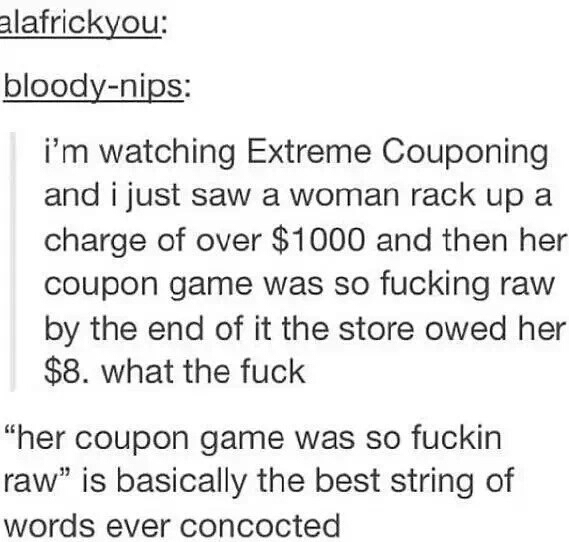 alafrickyou:
bloody-nips:
i’m watching Extreme Couponing
and i just saw a woman rack up a
charge of over $1000 and then her
coupon game was so fucking raw
by the end of it the store owed her
$8. what the fuck
“her coupon game was so fuckin
raw” is basically the best string of
words ever concocted